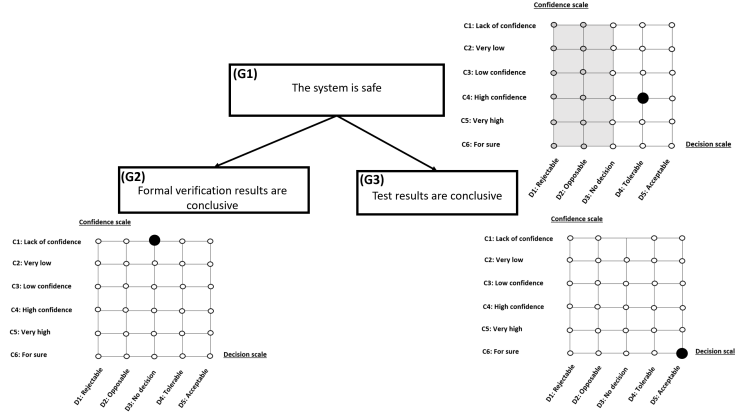 Confidence scale
C1: Lack of confidence
C2: Very low
C3: Low confidence
C4: High confidence
C5: Very high
C6: For sure
Decision scale
D1: Rejectable
D2: Opposable
D3: No decision
D4: Tolerable
D5: Acceptable
(G1)
The system is safe
(G2)
Formal verification results are
conclusive
(G3)
Test results are conclusive
Confidence scale
C1: Lack of confidence
C2: Very low
C3: Low confidence
C4: High confidence
C5: Very high
C6: For sure
Decision scale
D1: Rejectable
D2: Opposable
D3: No decision
D4: Tolerable
D5: Acceptable
Confidence scale
C1: Lack of confidence
C2: Very low
C3: Low confidence
C4: High confidence
C5: Very high
C6: For sure
Decision scale
D1: Rejectable
D2: Opposable
D3: No decision
D4: Tolerable
D5: Acceptable